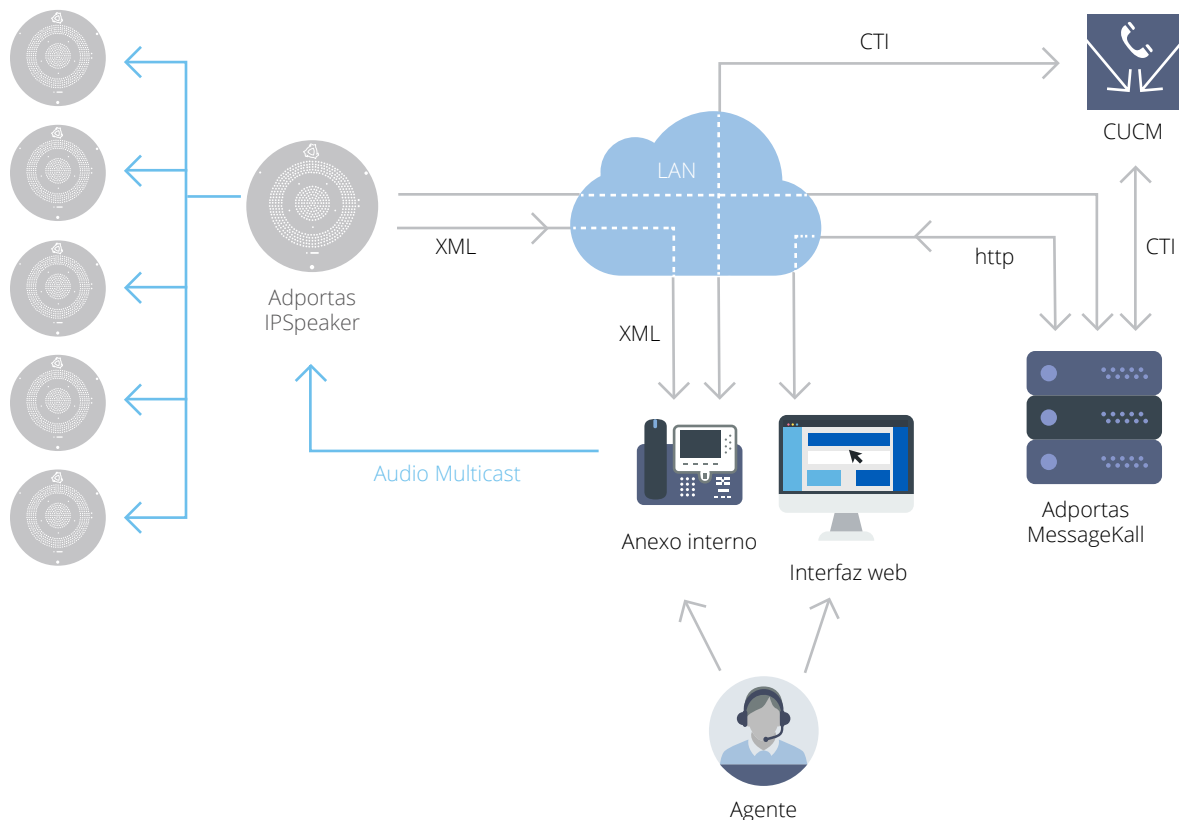 CTI
CUCM
LAN
XML
http
CTI
Adportas
IPSpeaker
XML
Audio Multicast
Anexo interno
Interfaz web
Adportas
MessageKall
Agente